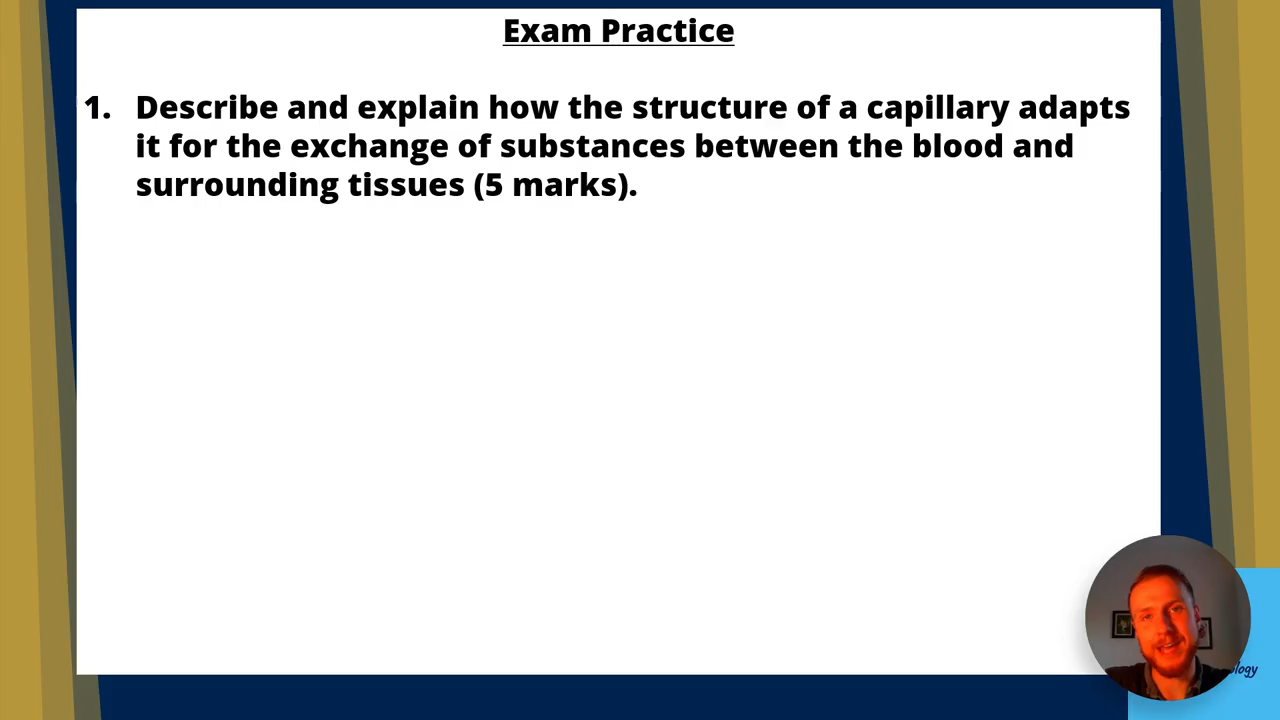 Exam Practice
1. Describe and explain how the structure of a capillary adapts
it for the exchange of substances between the blood and
surrounding tissues (5 marks).